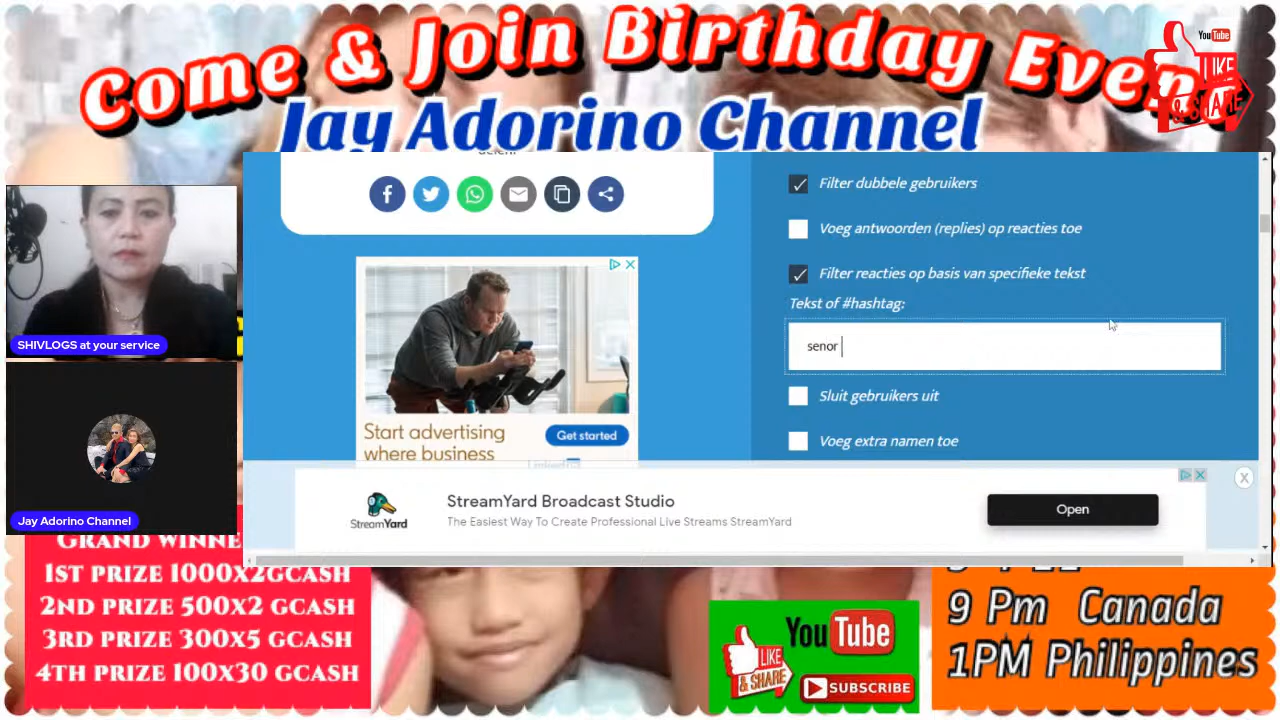 Come & Join Birthday Even
Jay Adorino Channel
YouTube
LIKE
& SHARE
Filter dubbele gebruikers
Voeg antwoorden (replies) op reacties toe
Filter reacties op basis van specifieke tekst
Tekst of #hashtag:
senor
Sluit gebruikers uit
Voeg extra namen toe
SHIVLOGS at your service
Jay Adorino Channel
Start advertising
where business
Get started
StreamYard
StreamYard Broadcast Studio
The Easiest Way To Create Professional Live Streams StreamYard
Open
X
GRAND WINNE
1ST PRIZE 1000X2GCASH
2ND PRIZE 500X2 GCASH
3RD PRIZE 300X5 GCASH
4TH PRIZE 100X30 GCASH
YouTube
LIKE
& SHARE
SUBSCRIBE
9 Pm Canada
1PM Philippines